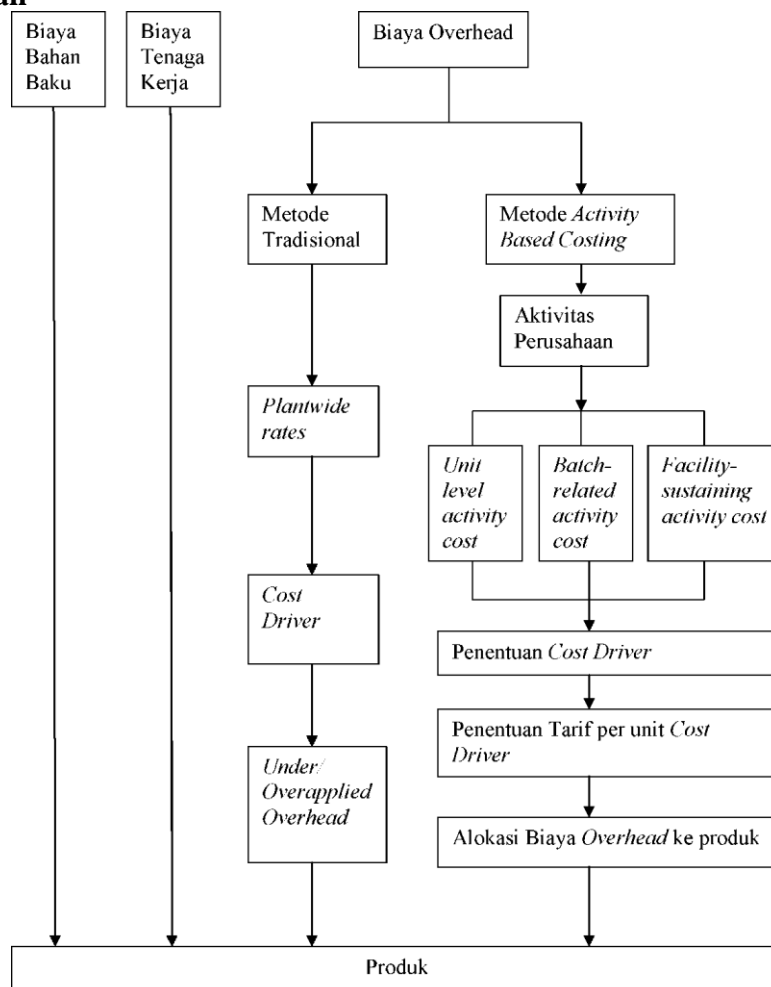 Biaya
Bahan
Baku
Biaya
Tenaga
Kerja
Biaya Overhead
Metode
Tradisional
Metode Activity
Based Costing
Aktivitas
Perusahaan
Plantwide
rates
Unit
level
activity
cost
Batch-
related
activity
cost
Facility-
sustaining
activity cost
Cost
Driver
Penentuan Cost Driver
Penentuan Tarif per unit Cost
Driver
Under/
Overapplied
Overhead
Alokasi Biaya Overhead ke produk
Produk